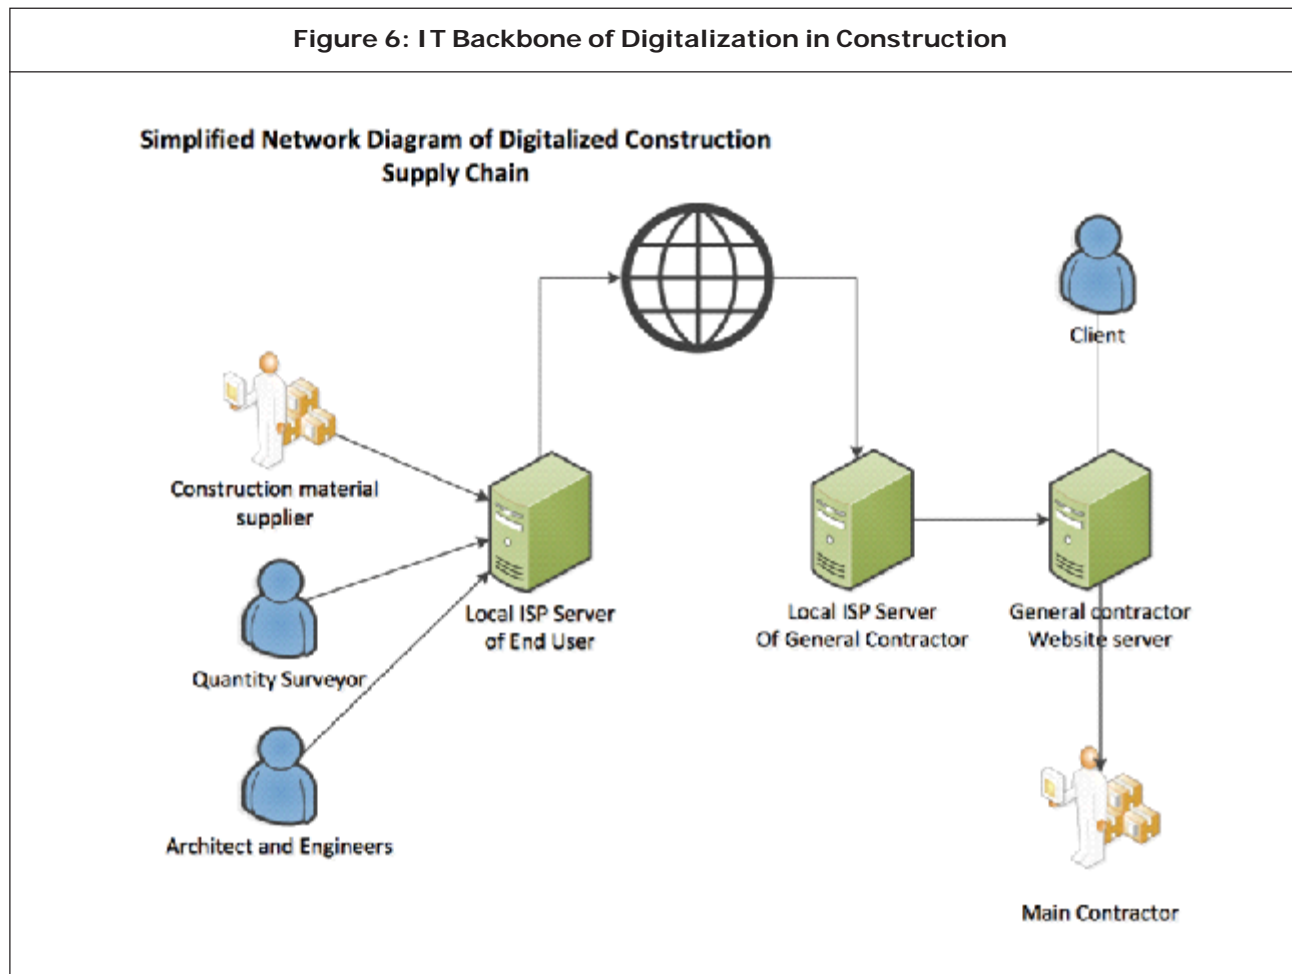 Figure 6: IT Backbone of Digitalization in Construction
Simplified Network Diagram of Digitalized Construction
Supply Chain
Client
Construction material
supplier
Local ISP Server
of End User
Local ISP Server
Of General Contractor
General contractor
Website server
Quantity Surveyor
Architect and Engineers
Main Contractor